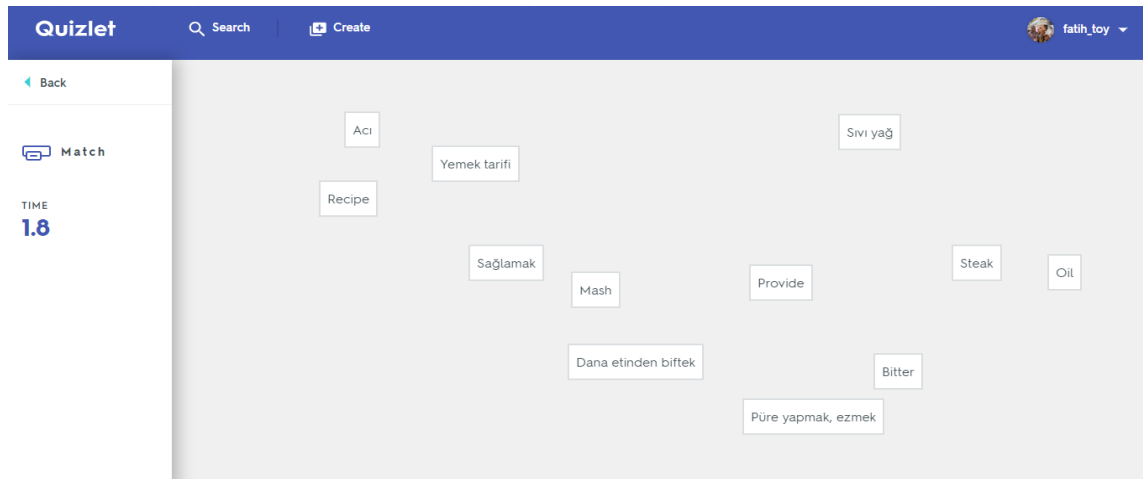 Quizlet
Search
Create
fatih_toy
Back
Match
TIME
1.8
Acı
Sıvı yağ
Yemek tarifi
Recipe
Sağlamak
Steak
Oil
Mash
Provide
Dana etinden biftek
Bitter
Püre yapmak, ezmek